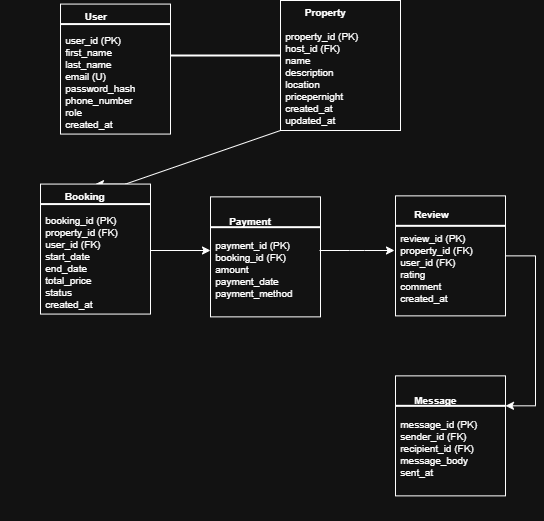 User
user_id (PK)
first_name
last_name
email (U)
password_hash
phone_number
role
created_at
Property
property_id (PK)
host_id (FK)
name
description
location
pricepernight
created_at
updated_at
Booking
booking_id (PK)
property_id (FK)
user_id (FK)
start_date
end_date
total_price
status
created_at
Payment
payment_id (PK)
booking_id (FK)
amount
payment_date
payment_method
Review
review_id (PK)
property_id (FK)
user_id (FK)
rating
comment
created_at
Message
message_id (PK)
sender_id (FK)
recipient_id (FK)
message_body
sent_at